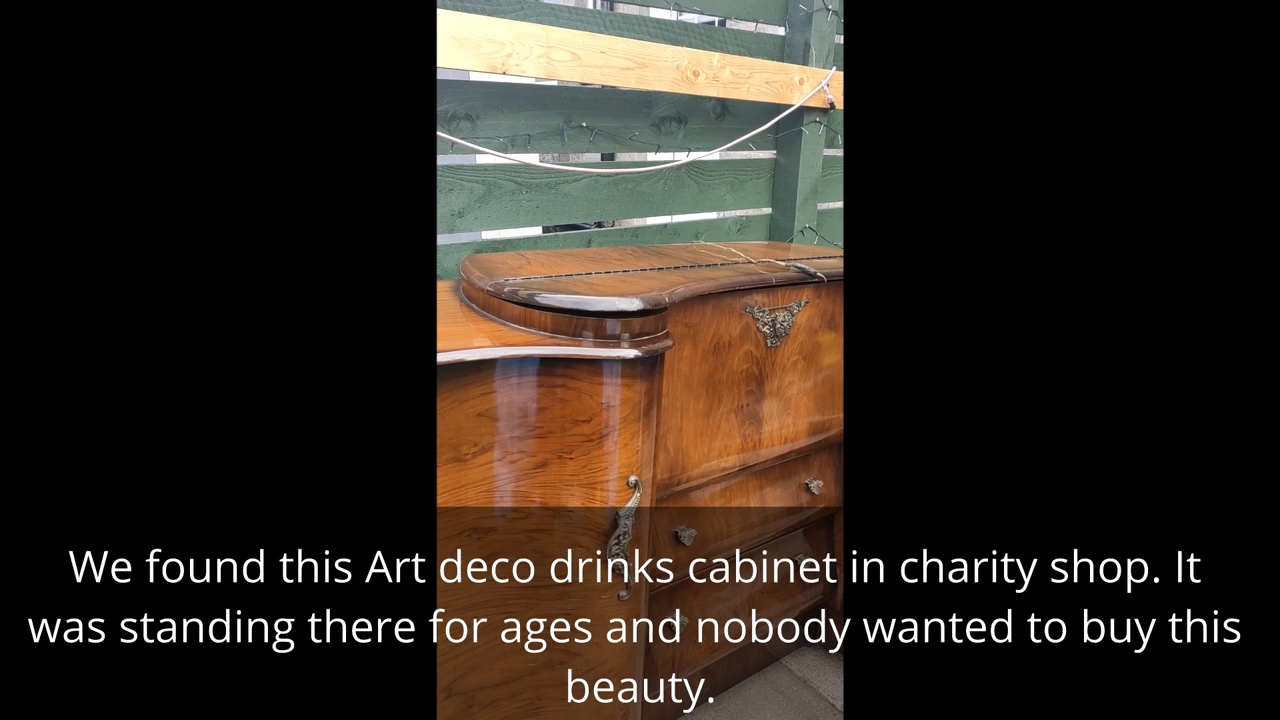 We found this Art deco drinks cabinet in charity shop. It
was standing there for ages and nobody wanted to buy this
beauty.